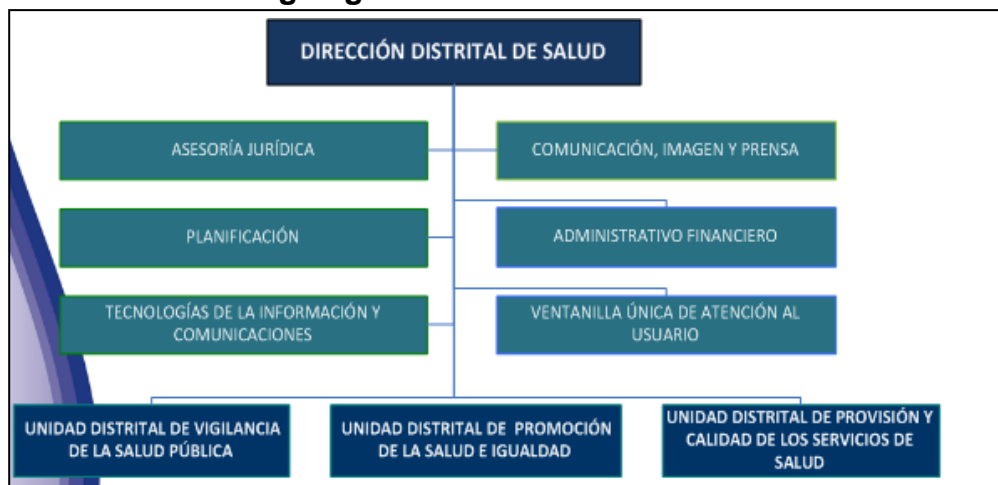 DIRECCIÓN DISTRITAL DE SALUD
ASESORÍA JURÍDICA
COMUNICACIÓN, IMAGEN Y PRENSA
PLANIFICACIÓN
ADMINISTRATIVO FINANCIERO
TECNOLOGÍAS DE LA INFORMACIÓN Y
COMUNICACIONES
VENTANILLA ÚNICA DE ATENCIÓN AL
USUARIO
UNIDAD DISTRITAL DE VIGILANCIA
DE LA SALUD PÚBLICA
UNIDAD DISTRITAL DE PROMOCIÓN
DE LA SALUD E IGUALDAD
UNIDAD DISTRITAL DE PROVISIÓN Y
CALIDAD DE LOS SERVICIOS DE
SALUD